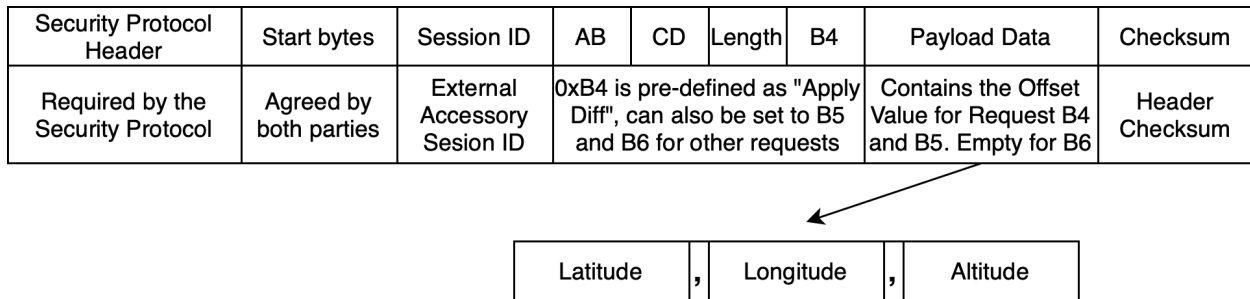 Security Protocol
Header
Start bytes
Session ID
AB
CD
Length
B4
Payload Data
Checksum
Required by the
Security Protocol
Agreed by
both parties
External
Accessory
Sesion ID
0xB4 is pre-defined as "Apply
Diff", can also be set to B5
and B6 for other requests
Contains the Offset
Value for Request B4
and B5. Empty for B6
Header
Checksum
Latitude , Longitude , Altitude